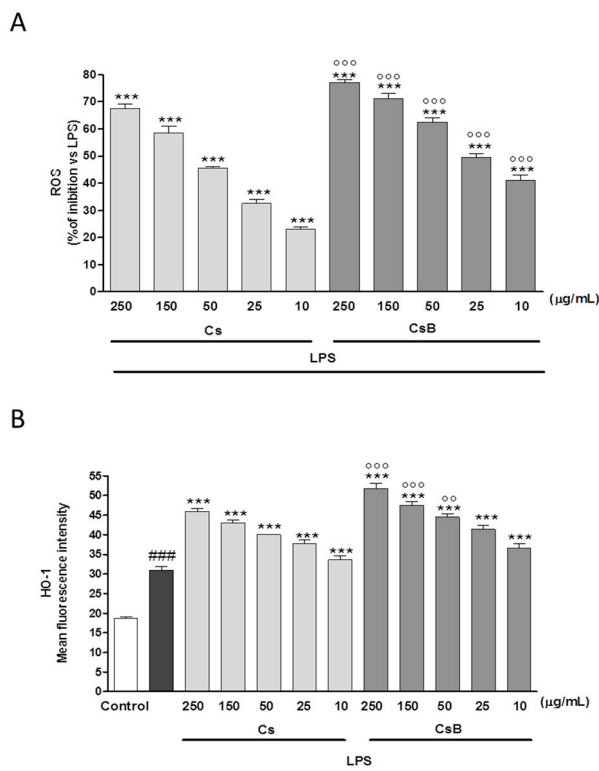 A
ROS
(% of inibition vs LPS)
80
70
60
50
40
30
20
10
0
*** *** *** *** ***
°°° °°° °°° °°° °°°
*** *** *** *** ***
250 150 50 25 10 250 150 50 25 10 (µg/mL)
Cs CsB
LPS
B
HO-1
Mean fluorescence intensity
55
50
45
40
35
30
25
20
15
10
5
0
### *** *** *** *** ***
°°° °°° °°
*** *** *** *** ***
Control 250 150 50 25 10 250 150 50 25 10 (µg/mL)
Cs CsB
LPS